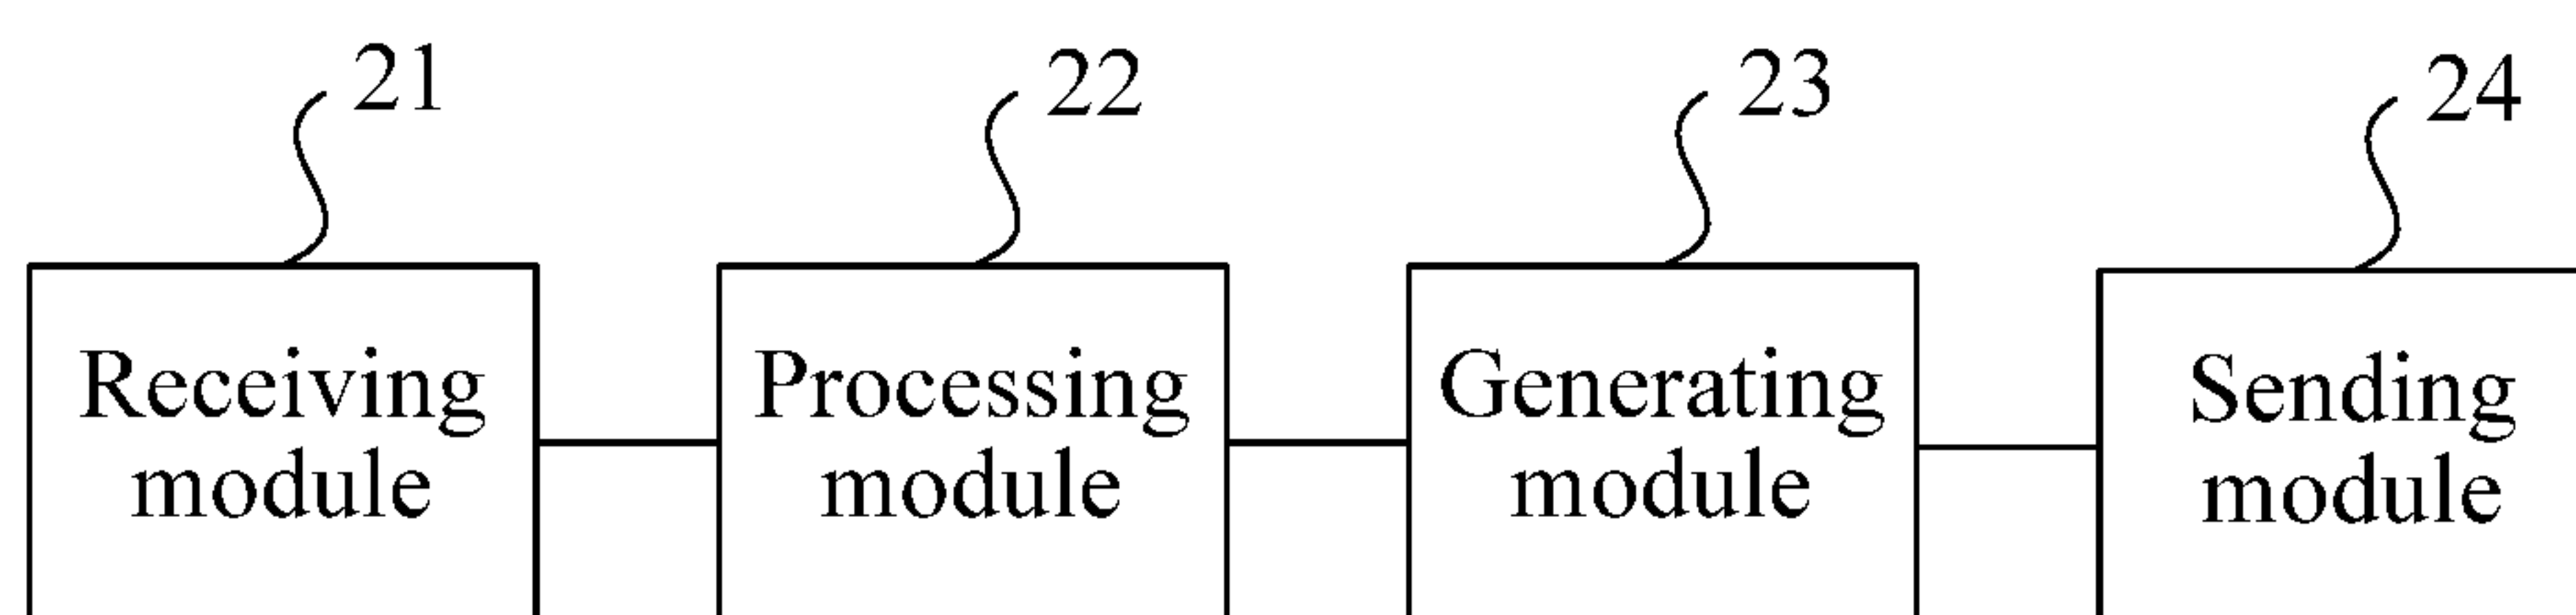 21
22
23
24
Receiving
module
Processing
module
Generating
module
Sending
module